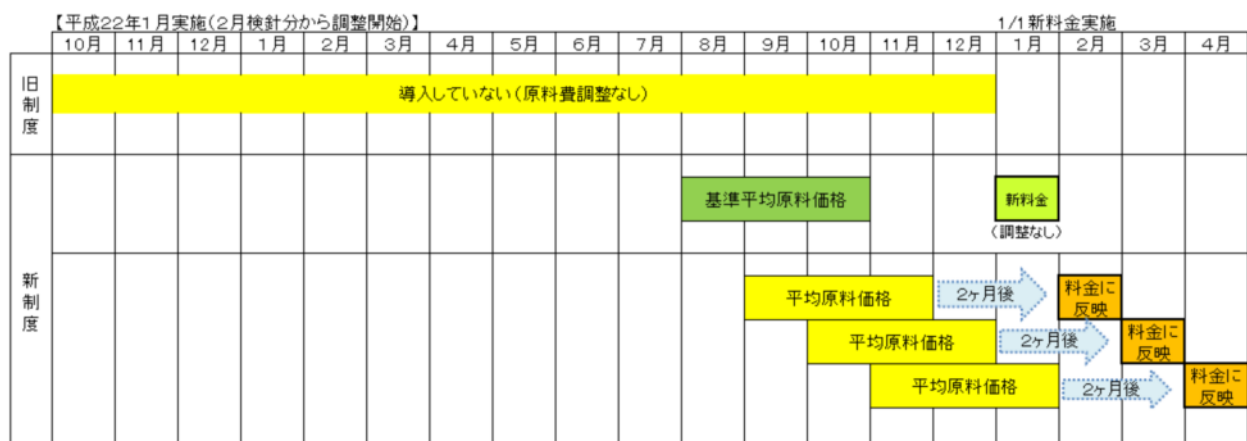 【平成22年1月実施(2月検針分から調整開始)】
1/1新料金実施
10月 11月 12月 1月 2月 3月 4月 5月 6月 7月 8月 9月 10月 11月 12月 1月 2月 3月 4月
旧制度
導入していない(原料費調整なし)
新制度
基準平均原料価格
新料金
(調整なし)
平均原料価格
2ヶ月後
料金に
反映
平均原料価格
2ヶ月後
料金に
反映
平均原料価格
2ヶ月後
料金に
反映